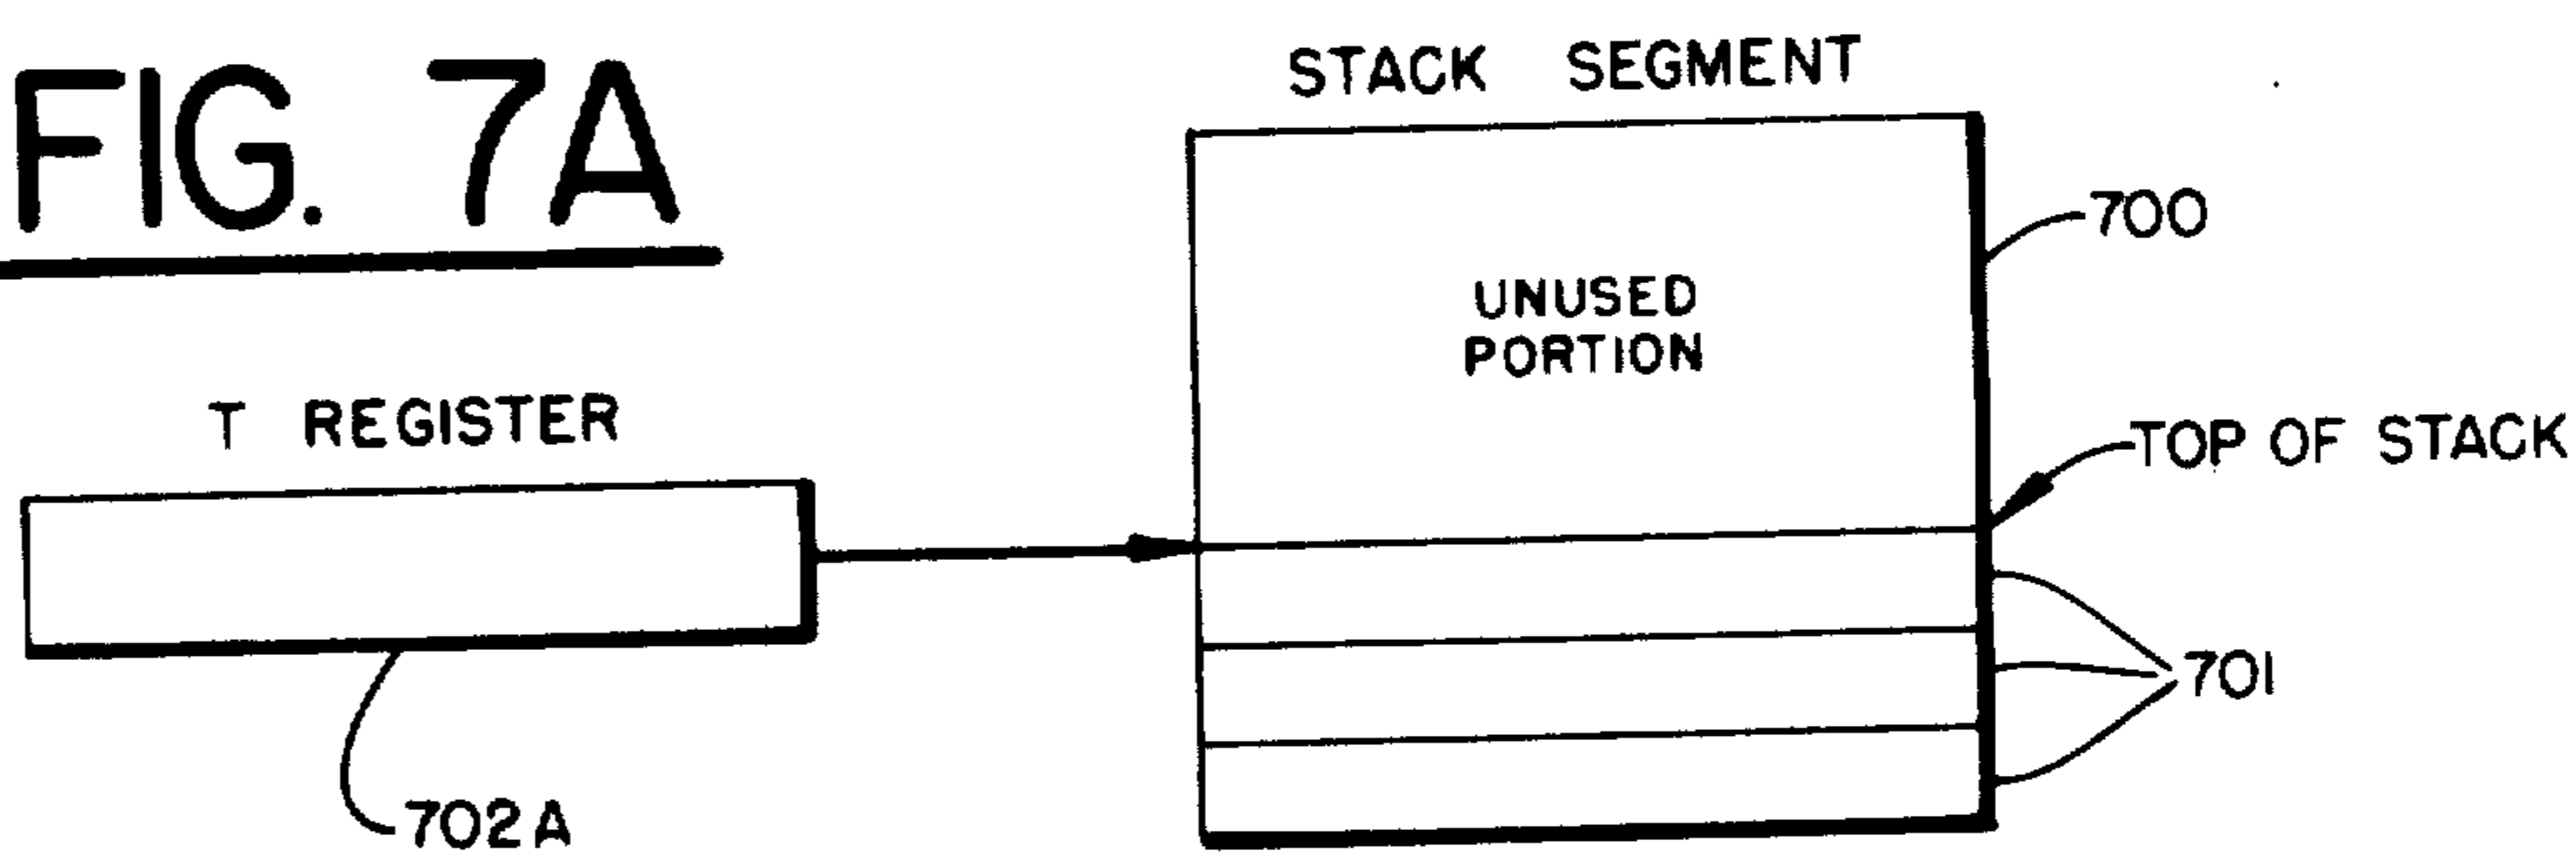 FIG. 7A
STACK SEGMENT
700
UNUSED
PORTION
T REGISTER
TOP OF STACK
701
702A